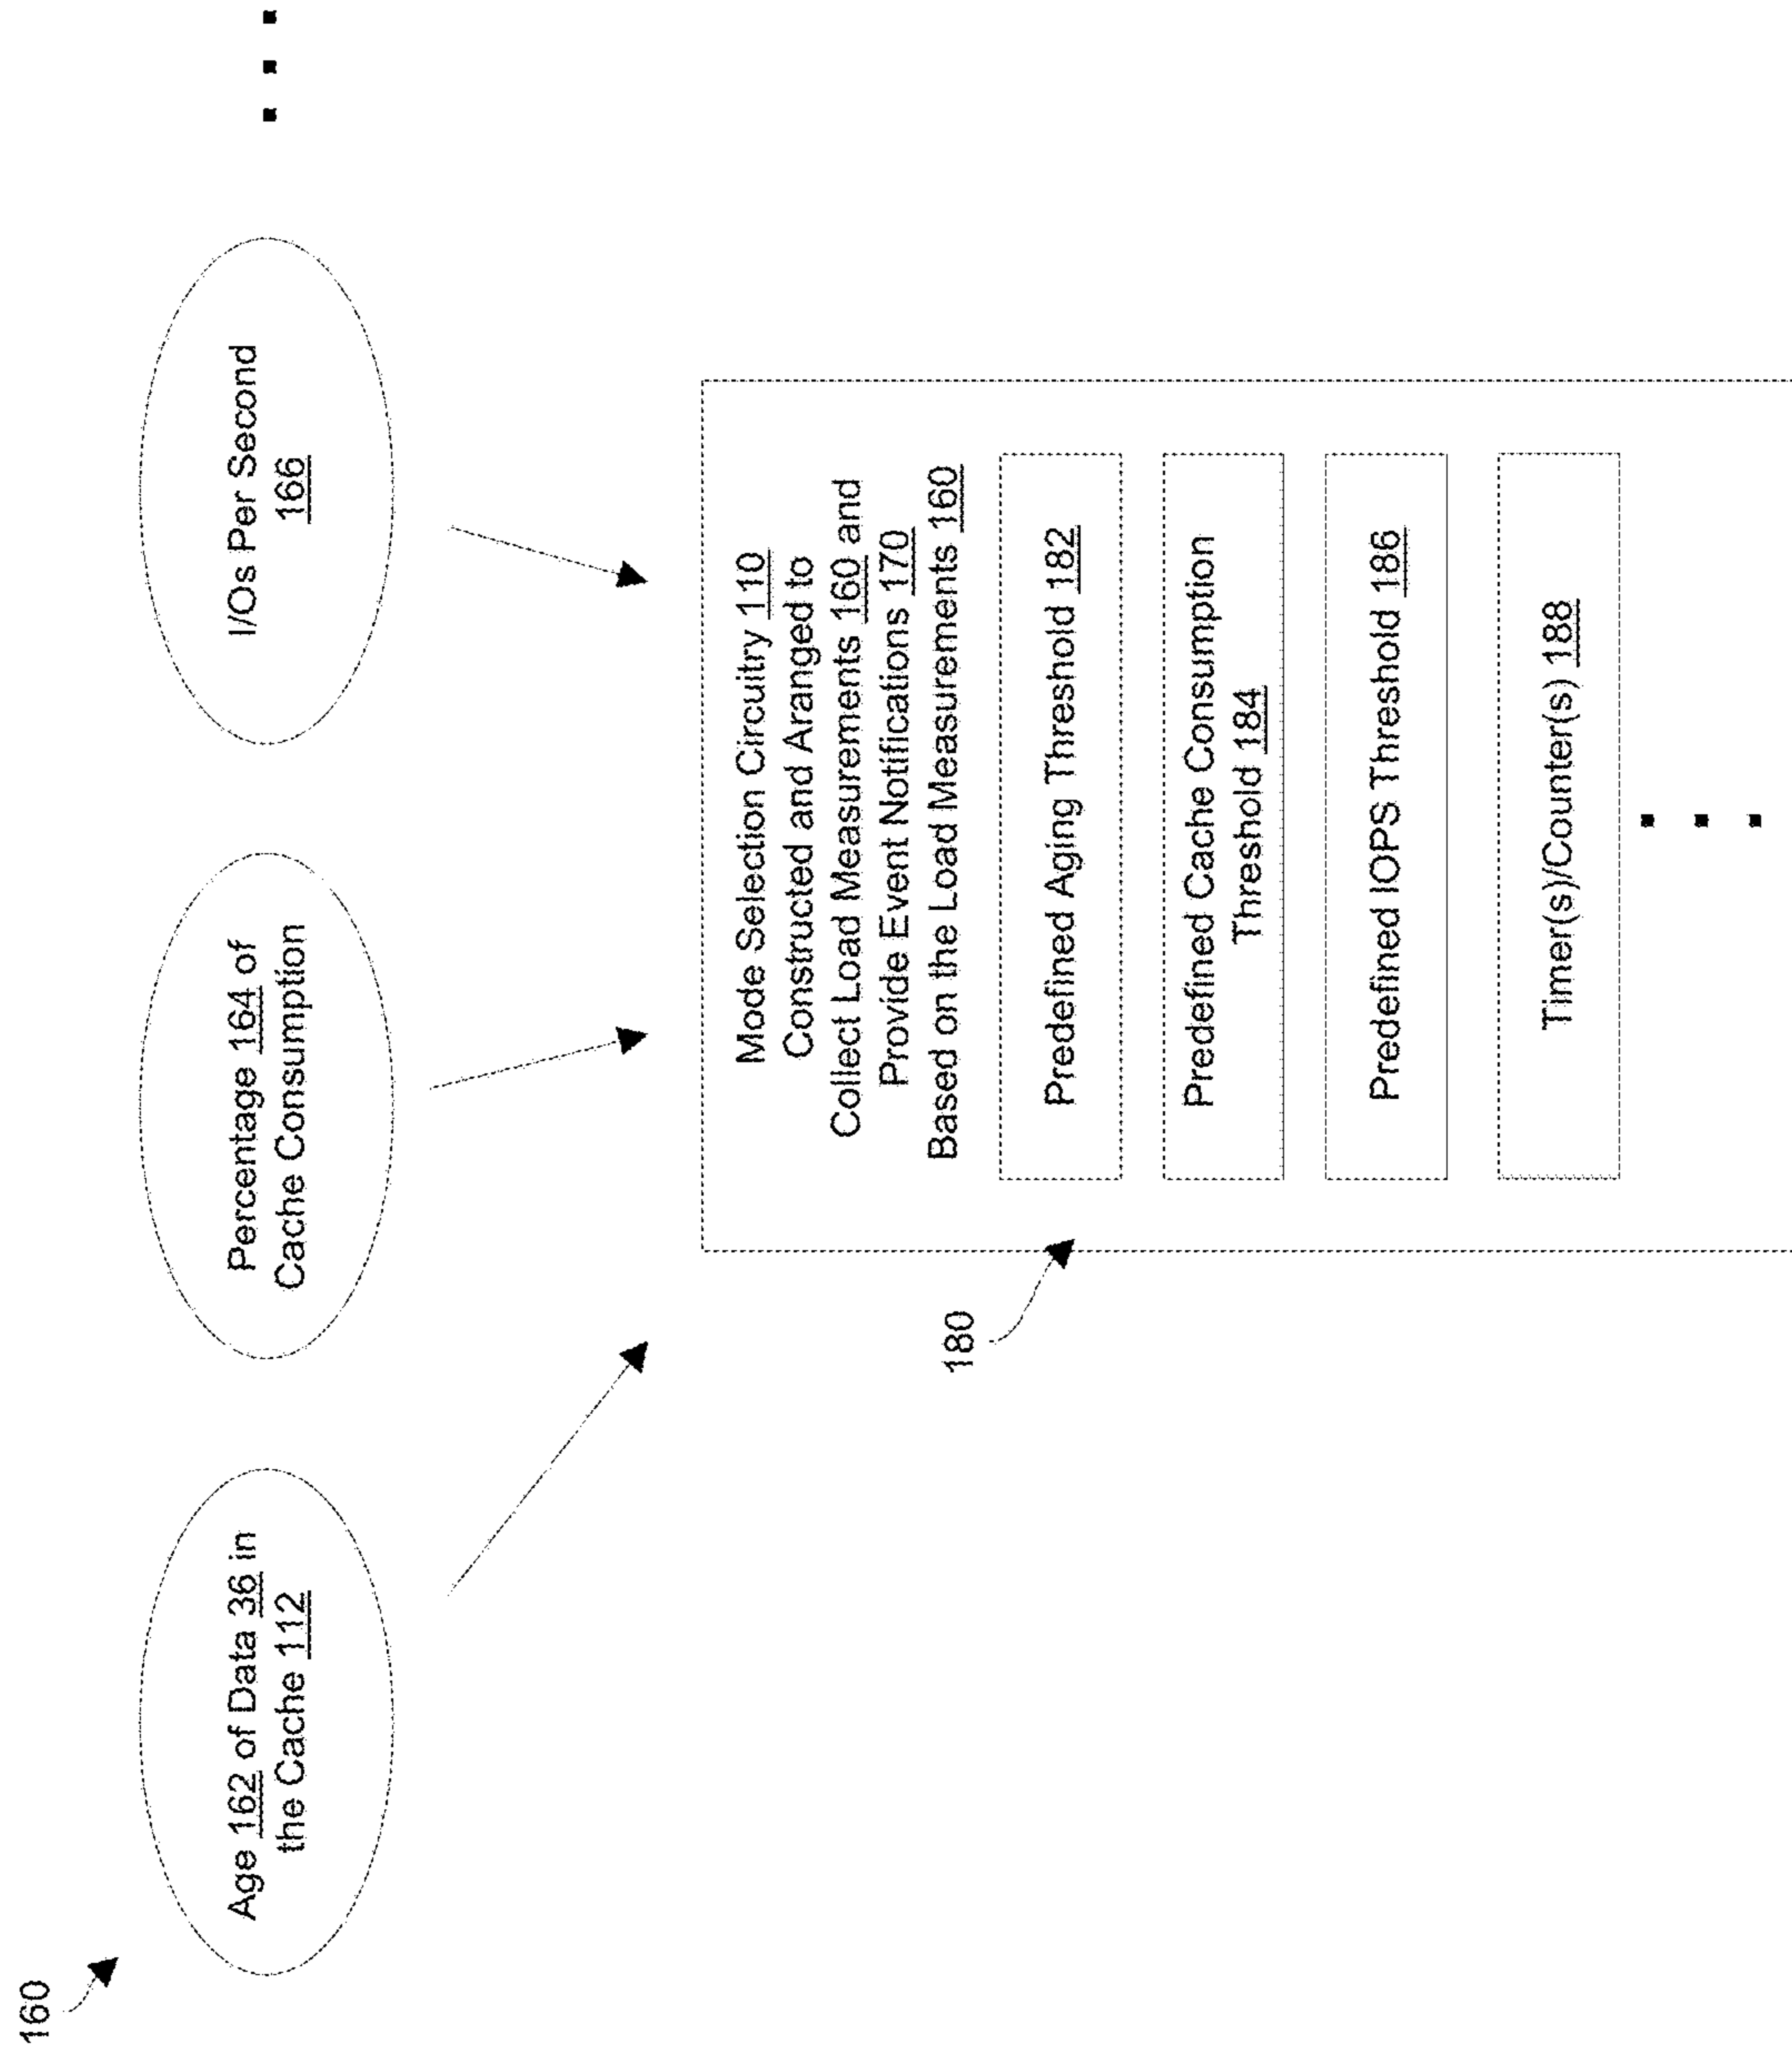 160
Age 162 of Data 36 in
the Cache 112
Percentage 164 of
Cache Consumption
I/Os Per Second
166
180
Mode Selection Circuitry 110
Constructed and Aranged to
Collect Load Measurements 160 and
Provide Event Notifications 170
Based on the Load Measurements 160
Predefined Aging Threshold 182
Predefined Cache Consumption
Threshold 184
Predefined IOPS Threshold 186
Timer(s)/Counter(s) 188